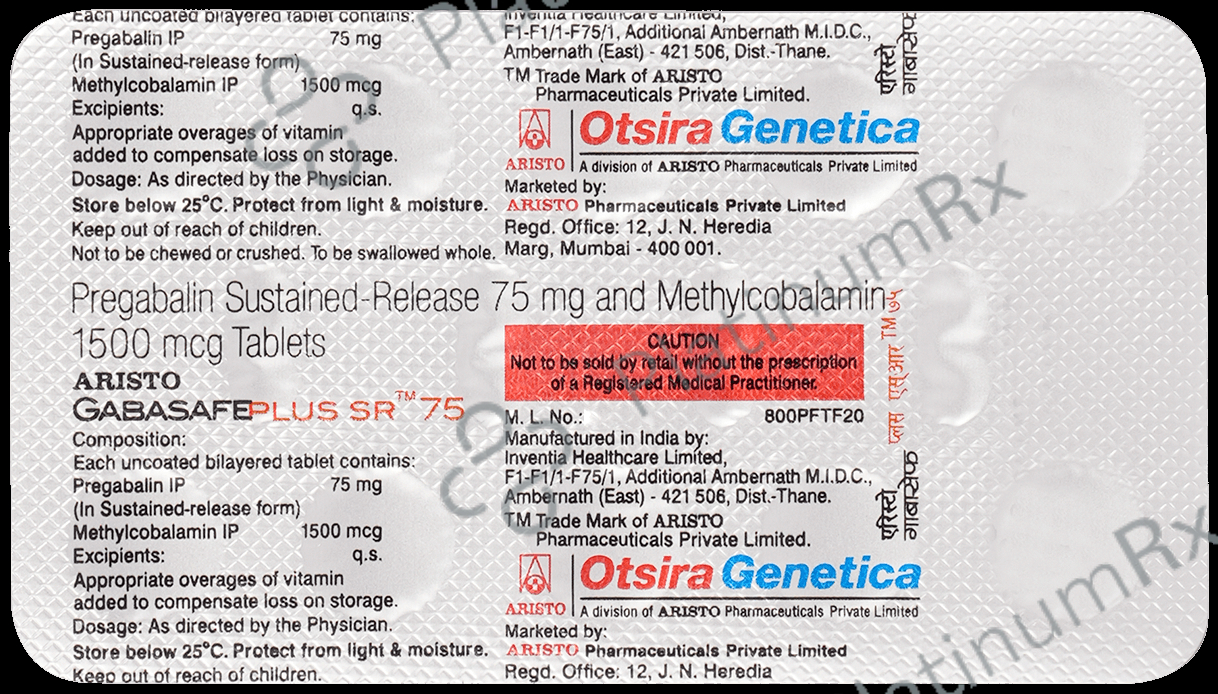 Each uncoated bilayered tablet contains:
Pregabalin IP 75 mg
(In Sustained-release form)
Methylcobalamin IP 1500 mcg
Excipients: q.s.
Appropriate overages of vitamin
added to compensate loss on storage.
Dosage: As directed by the Physician.
Store below 25°C. Protect from light & moisture.
Keep out of reach of children.
Not to be chewed or crushed. To be swallowed whole.
Inventia Healthcare Limited,
F1-F1/1-F75/1, Additional Ambernath M.I.D.C.,
Ambernath (East) - 421 506, Dist.-Thane.
TM Trade Mark of ARISTO
Pharmaceuticals Private Limited.
ARISTO
Otsira Genetica
A division of ARISTO Pharmaceuticals Private Limited
Marketed by:
ARISTO Pharmaceuticals Private Limited
Regd. Office: 12, J. N. Heredia
Marg, Mumbai - 400 001.
एरिस्टो
गाबासेफ
Pregabalin Sustained-Release 75 mg and Methylcobalamin
1500 mcg Tablets
ARISTO
GABASAFEPLUS SR™ 75
Composition:
Each uncoated bilayered tablet contains:
Pregabalin IP 75 mg
(In Sustained-release form)
Methylcobalamin IP 1500 mcg
Excipients: q.s.
Appropriate overages of vitamin
added to compensate loss on storage.
Dosage: As directed by the Physician.
Store below 25°C. Protect from light & moisture.
Keep out of reach of children.
CAUTION
Not to be sold by retail without the prescription
of a Registered Medical Practitioner.
M. L. No.: 800PFTF20
Manufactured in India by:
Inventia Healthcare Limited,
F1-F1/1-F75/1, Additional Ambernath M.I.D.C.,
Ambernath (East) - 421 506, Dist.-Thane.
TM Trade Mark of ARISTO
Pharmaceuticals Private Limited.
ARISTO
Otsira Genetica
A division of ARISTO Pharmaceuticals Private Limited
Marketed by:
ARISTO Pharmaceuticals Private Limited
Regd. Office: 12, J. N. Heredia
एरिस्टो
गाबासेफ
प्लस एसआर TM ७५
PlatinumRx
PlatinumRx